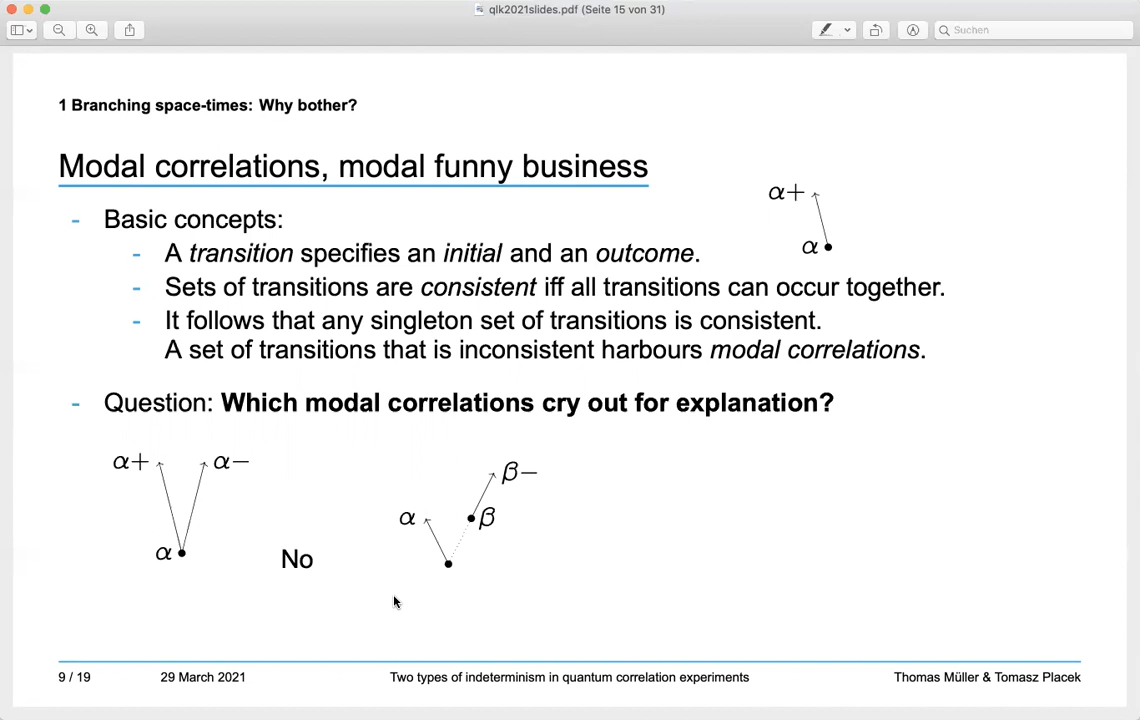 qlk2021slides.pdf (Seite 15 von 31)
Suchen
1 Branching space-times: Why bother?
Modal correlations, modal funny business
α+
- Basic concepts:
- A transition specifies an initial and an outcome.
α
- Sets of transitions are consistent iff all transitions can occur together.
- It follows that any singleton set of transitions is consistent.
A set of transitions that is inconsistent harbours modal correlations.
- Question: Which modal correlations cry out for explanation?
α+ α−
α
No
β−
α β
9 / 19 29 March 2021 Two types of indeterminism in quantum correlation experiments Thomas Müller & Tomasz Placek